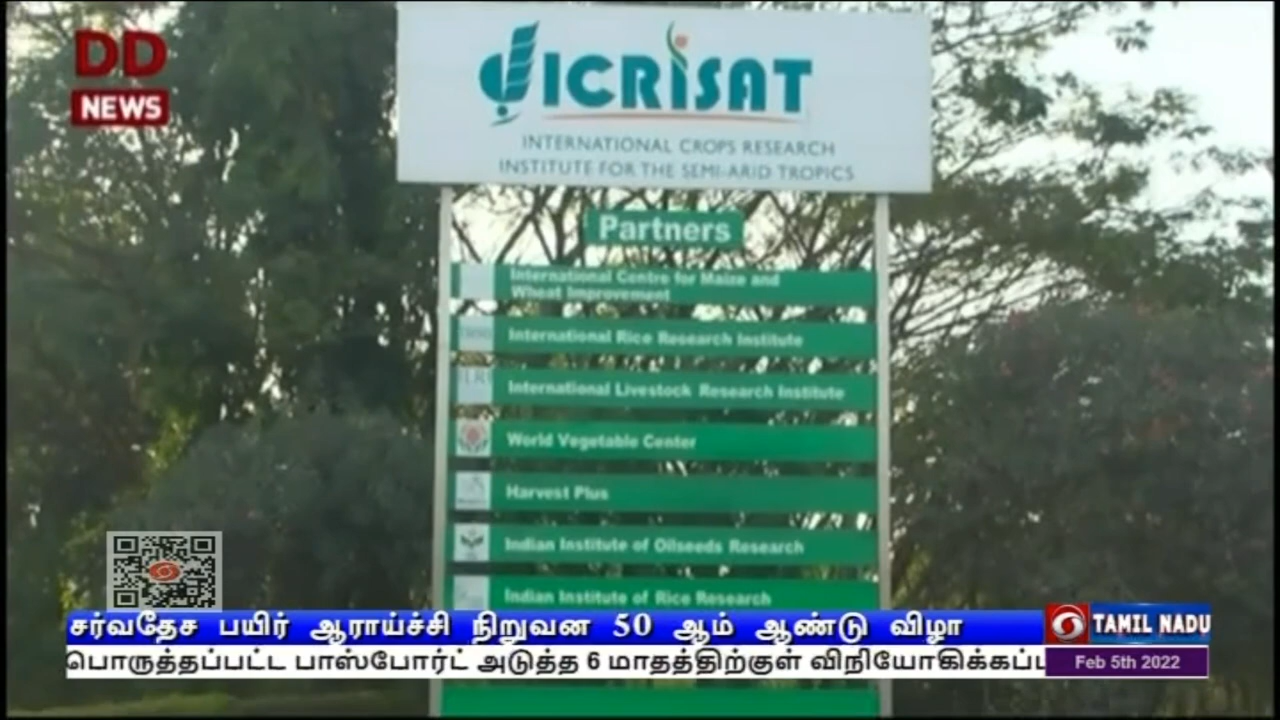 DD
NEWS
ICRISAT
INTERNATIONAL CROPS RESEARCH
INSTITUTE FOR THE SEMI-ARID TROPICS
Partners
International Centre for Maize and
Wheat Improvement
International Rice Research Institute
International Livestock Research Institute
World Vegetable Center
Harvest Plus
Indian Institute of Oilseeds Research
Indian Institute of Rice Research
சர்வதேச பயிர் ஆராய்ச்சி நிறுவன 50 ஆம் ஆண்டு விழா
TAMIL NADU
பொருத்தப்பட்ட பாஸ்போர்ட் அடுத்த 6 மாதத்திற்குள் விநியோகிக்கப்
Feb 5th 2022